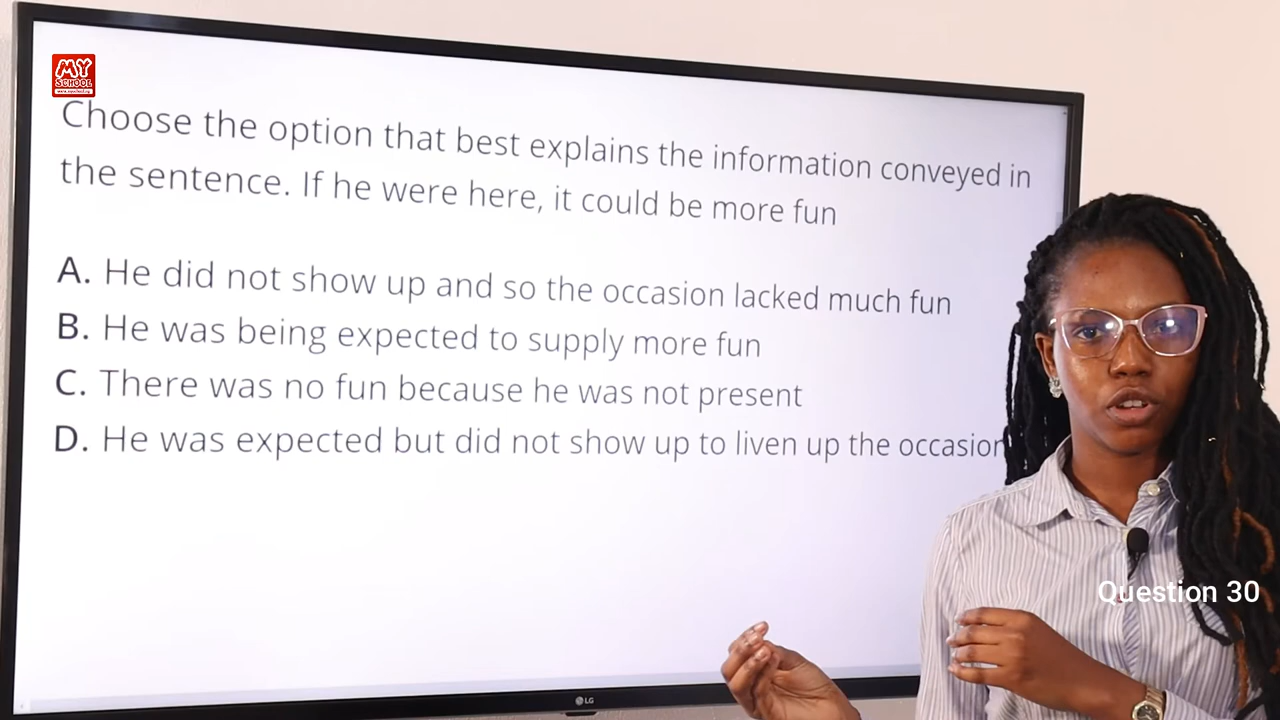 MY
SCHOOL
Choose the option that best explains the information conveyed in
the sentence. If he were here, it could be more fun
A. He did not show up and so the occasion lacked much fun
B. He was being expected to supply more fun
C. There was no fun because he was not present
D. He was expected but did not show up to liven up the occasion
Question 30
LG